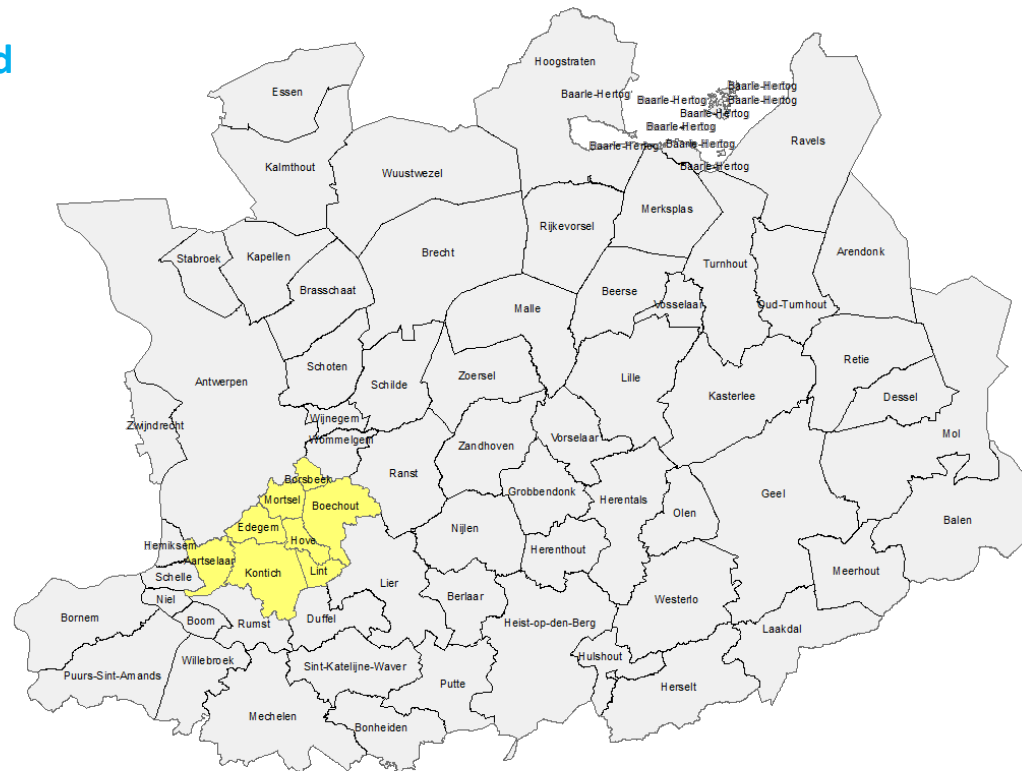 d
Hoogstraten
Essen
Baarle-Hertog
Baarle-Hertog
Baarle-Hertog
Baarle-Hertog
Baarle-Hertog
Baarle-Hertog
Baarle-Hertog
Baarle-Hertog
Baarle-Hertog
Ravels
Kalmthout
Wuustwezel
Merksplas
Rijkevorsel
Stabroek
Kapellen
Brecht
Arendonk
Turnhout
Brasschaat
Beerse
Vosselaar
Oud-Turnhout
Malle
Retie
Schoten
Schilde
Zoersel
Lille
Antwerpen
Kasterlee
Dessel
Wijnegem
Zwijndrecht
Wommelgem
Vorselaar
Mol
Zandhoven
Ranst
Borsbeek
Mortsel
Boechout
Grobbendonk
Herentals
Geel
Olen
Balen
Edegem
Nijlen
Hove
Hemiksem
Herenthout
Aartselaar
Kontich
Lint
Schelle
Lier
Meerhout
Berlaar
Westerlo
Niel
Bornem
Boom
Rumst
Duffel
Heist-op-den-Berg
Laakdal
Hulshout
Willebroek
Sint-Katelijne-Waver
Puurs-Sint-Amands
Putte
Herselt
Mechelen
Bonheiden